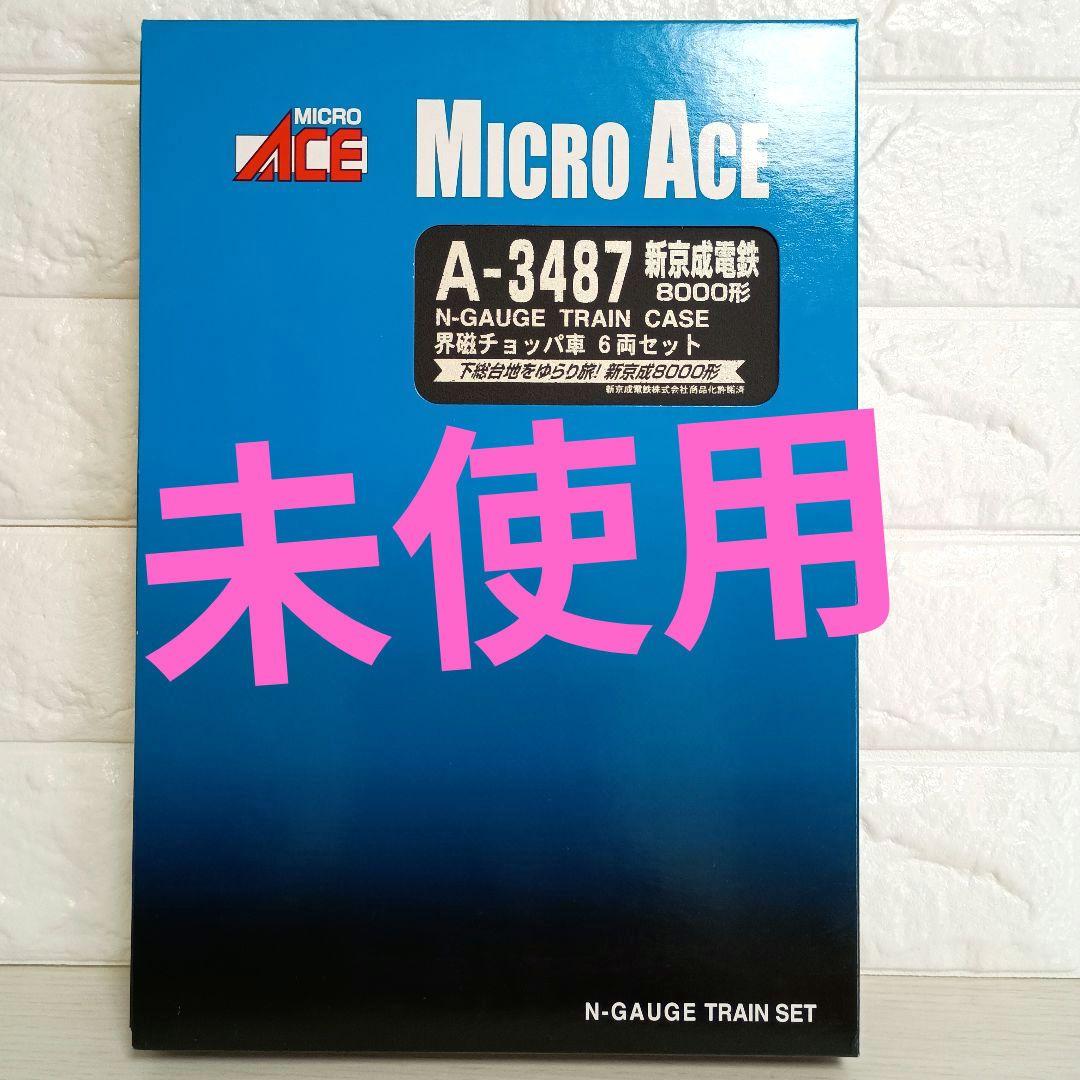 MICRO
ACE
MICRO ACE
A-3487 新京成電鉄
8000形
N-GAUGE TRAIN CASE
界磁チョッパ車 6両セット
下総台地をゆらり旅! 新京成8000形
新京成電鉄株式会社商品化許諾済
未使用
N-GAUGE TRAIN SET